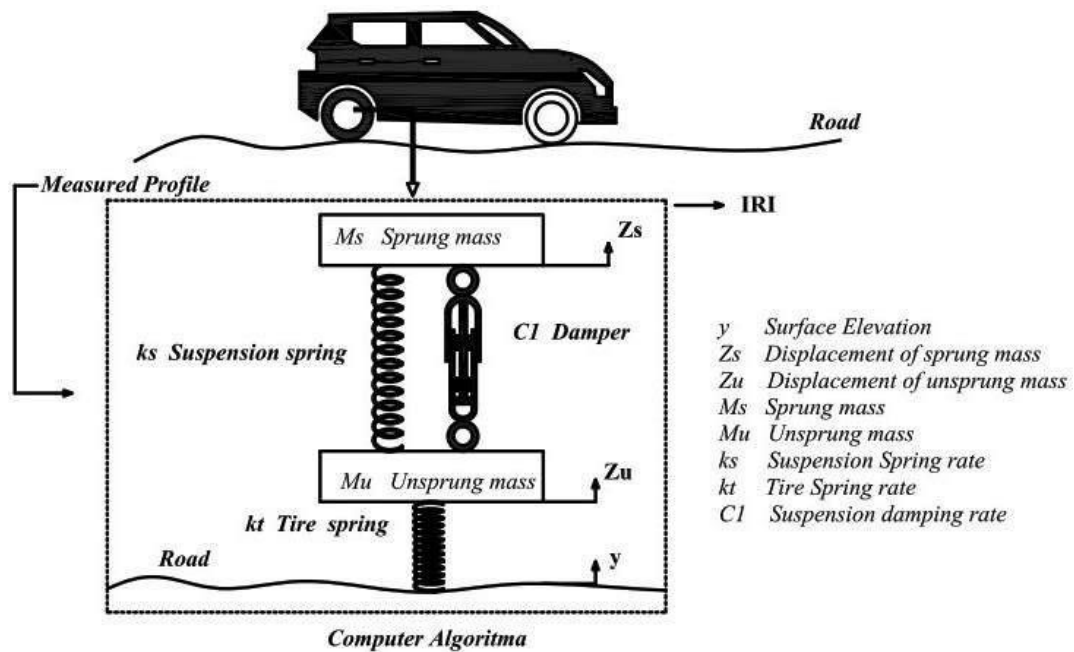 Road
Measured Profile
IRI
Ms Sprung mass
Zs
ks Suspension spring
C1 Damper
Mu Unsprung mass
Zu
kt Tire spring
Road
y
Computer Algoritma
y Surface Elevation
Zs Displacement of sprung mass
Zu Displacement of unsprung mass
Ms Sprung mass
Mu Unsprung mass
ks Suspension Spring rate
kt Tire Spring rate
C1 Suspension damping rate